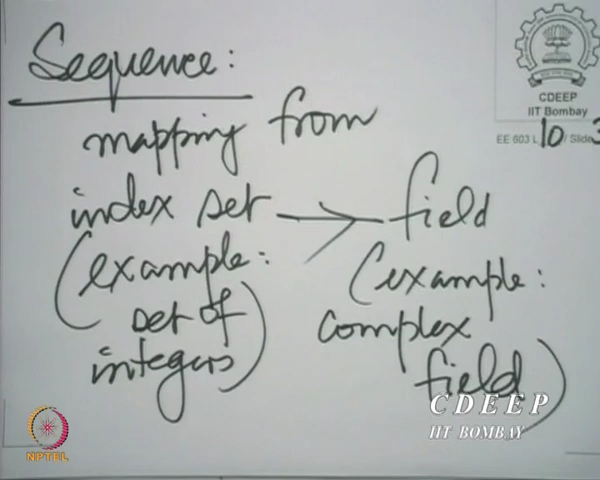 Sequence:
mapping from
index set → field
(example:
set of
integers)
(example:
complex
field)
CDEEP
IIT Bombay
EE 603 L 10 / Slide 3
CDEEP
IIT BOMBAY
NPTEL